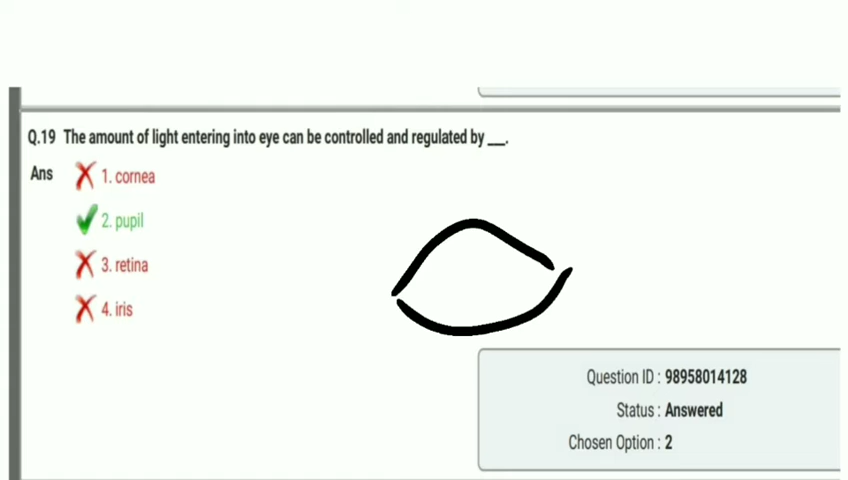 Q.19 The amount of light entering into eye can be controlled and regulated by __.
Ans
1. cornea
2. pupil
3. retina
4. iris
Question ID : 98958014128
Status : Answered
Chosen Option : 2